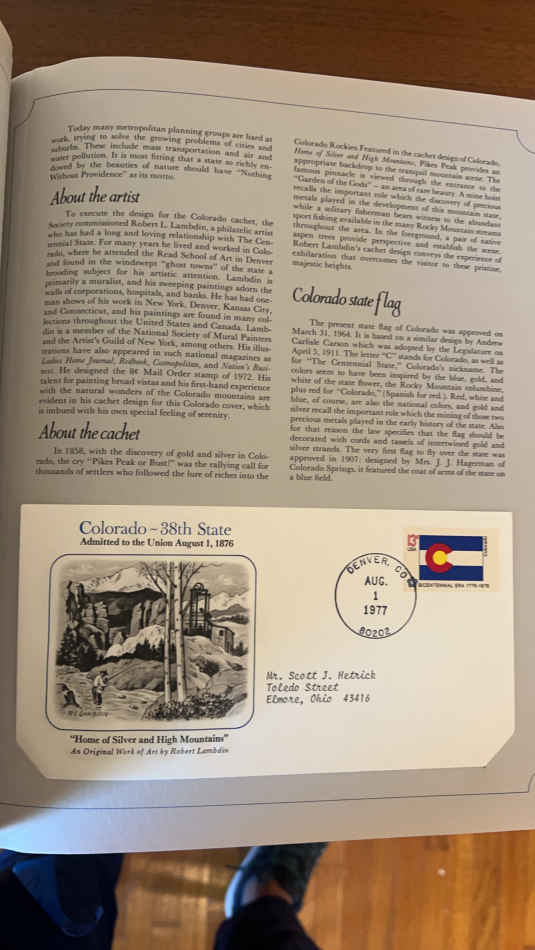 Today many metropolitan planning groups are hard at
work, trying to solve the growing problems of cities and
suburbs. These include mass transportation and air and
water pollution. It is most fitting that a state so richly en-
dowed by the beauties of nature should have "Nothing
Without Providence" as its motto.
About the artist
To execute the design for the Colorado cachet, the
Society commissioned Robert L. Lambdin, a philatelic artist
who has had a long and loving relationship with The Cen-
tennial State. For many years he lived and worked in Colo-
rado, where he attended the Read School of Art in Denver
and found in the windswept "ghost towns" of the state a
brooding subject for his artistic attention. Lambdin is
primarily a muralist, and his sweeping paintings adorn the
walls of corporations, hospitals, and banks. He has had one-
man shows of his work in New York, Denver, Kansas City,
and Connecticut, and his paintings are found in many col-
lections throughout the United States and Canada. Lamb-
din is a member of the National Society of Mural Painters
and the Artist's Guild of New York, among others. His illus-
trations have also appeared in such national magazines as
Ladies Home Journal, Redbook, Cosmopolitan, and Nation's Busi-
ness. He designed the 8¢ Mail Order stamp of 1972. His
talent for painting broad vistas and his first-hand experience
with the natural wonders of the Colorado mountains are
evident in his cachet design for this Colorado cover, which
is imbued with his own special feeling of serenity.
About the cachet
In 1858, with the discovery of gold and silver in Colo-
rado, the cry "Pikes Peak or Bust!" was the rallying call for
thousands of settlers who followed the lure of riches into the
Colorado Rockies. Featured in the cachet design of Colorado,
Home of Silver and High Mountains, Pikes Peak provides an
appropriate backdrop to the tranquil mountain scene. The
famous pinnacle is viewed through the entrance to the
"Garden of the Gods" – an area of rare beauty. A mine hoist
recalls the important role which the discovery of precious
metals played in the development of this mountain state,
while a solitary fisherman bears witness to the abundant
sport fishing available in the many Rocky Mountain streams
throughout the area. In the foreground, a pair of native
aspen trees provide perspective and establish the scene.
Robert Lambdin's cachet design conveys the experience of
exhilaration that overcomes the visitor to these pristine,
majestic heights.
Colorado state flag
The present state flag of Colorado was approved on
March 31, 1964. It is based on a similar design by Andrew
Carlisle Carson which was adopted by the Legislature on
April 5, 1911. The letter "C" stands for Colorado, as well as
for "The Centennial State," Colorado's nickname. The
colors seem to have been inspired by the blue, gold, and
white of the state flower, the Rocky Mountain columbine,
plus red for "Colorado," (Spanish for red.). Red, white and
blue, of course, are also the national colors, and gold and
silver recall the important role which the mining of those two
precious metals played in the early history of the state. Also
for that reason the law specifies that the flag should be
decorated with cords and tassels of intertwined gold and
silver strands. The very first flag to fly over the state was
approved in 1907: designed by Mrs. J. J. Hagerman of
Colorado Springs, it featured the coat of arms of the state on
a blue field.
Colorado ~ 38th State
Admitted to the Union August 1, 1876
DENVER, CO
AUG.
1
1977
80202
13¢
USA
COLORADO
BICENTENNIAL ERA 1776-1976
Mr. Scott J. Hetrick
Toledo Street
Elmore, Ohio 43416
"Home of Silver and High Mountains"
An Original Work of Art by Robert Lambdin